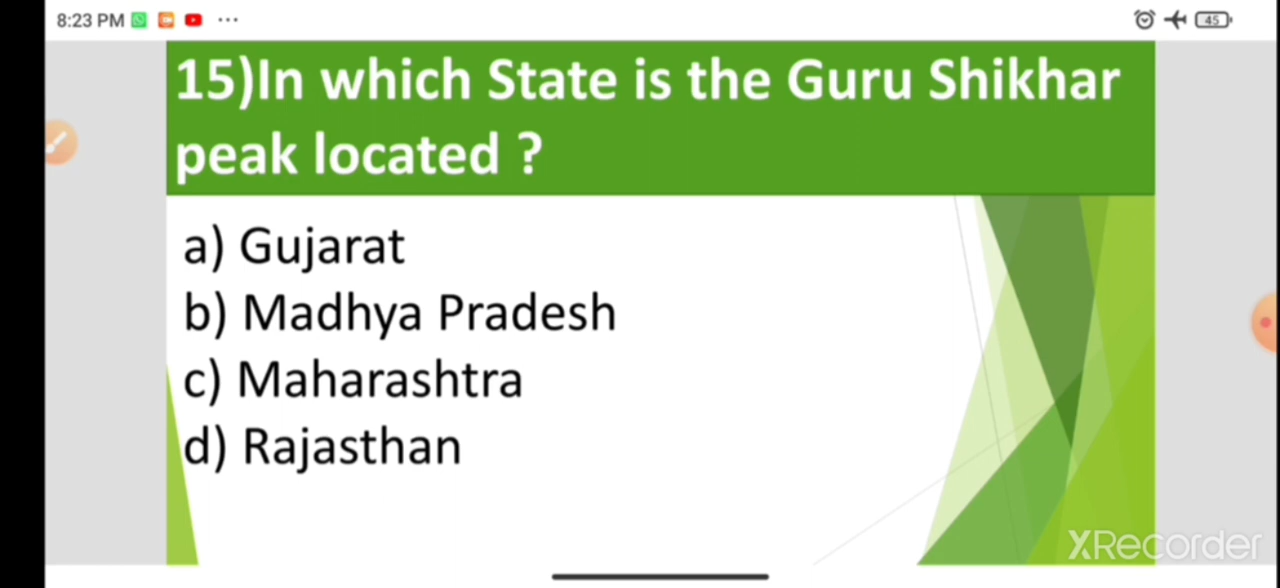 8:23 PM
45
15)In which State is the Guru Shikhar
peak located ?
a) Gujarat
b) Madhya Pradesh
c) Maharashtra
d) Rajasthan
XRecorder